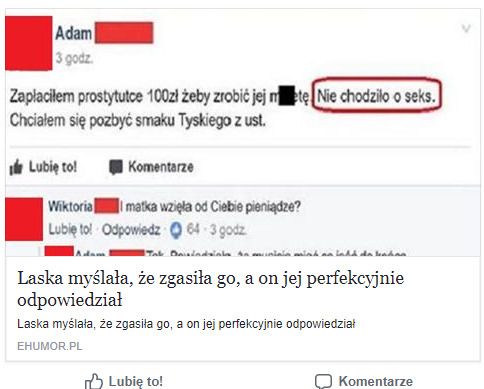 Adam
3 godz.
Zapłaciłem prostytutce 100zł żeby zrobić jej m tę, Nie chodziło o seks.
Chciałem się pozbyć smaku Tyskiego z ust.
Lubię to! Komentarze
Wiktoria I matka wzięła od Ciebie pieniądze?
Lubię to! · Odpowiedz · 64 · 3 godz.
Adam
Laska myślała, że zgasiła go, a on jej perfekcyjnie
odpowiedział
Laska myślała, że zgasiła go, a on jej perfekcyjnie odpowiedział
EHUMOR.PL
Lubię to! Komentarze